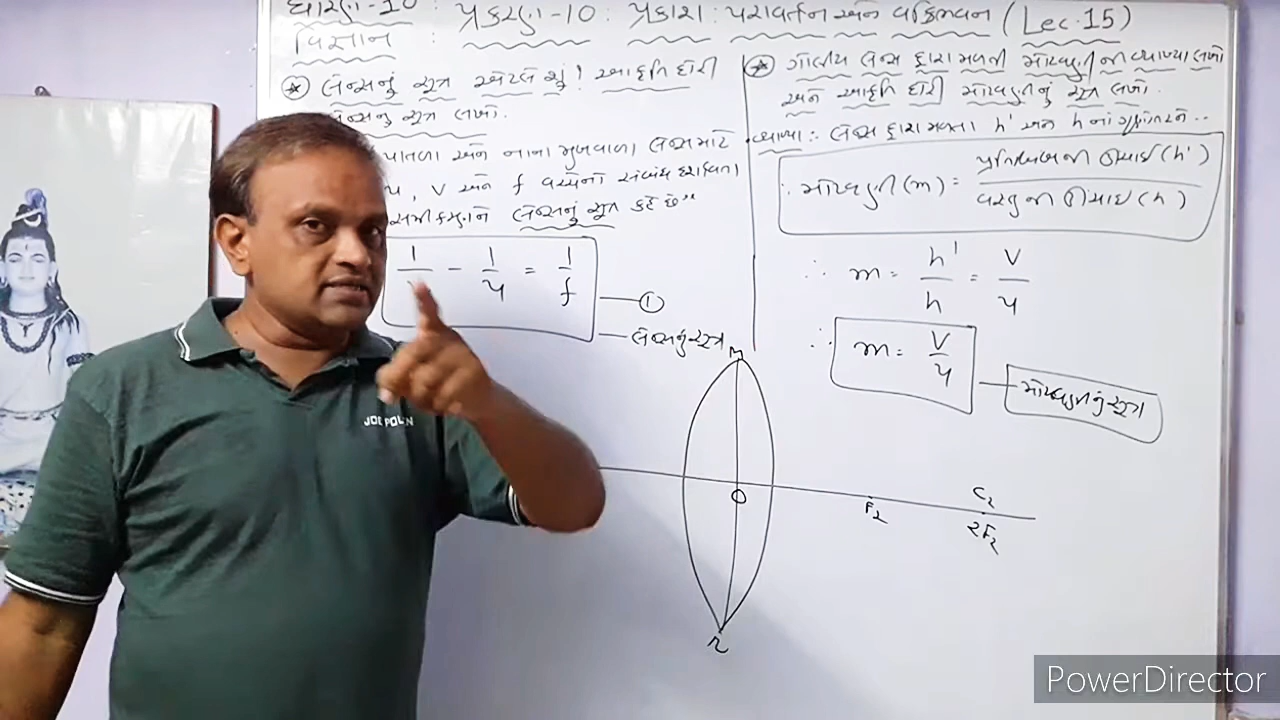 ધોરણ-10 : પ્રકરણ-10 : પ્રકાશ : પરાવર્તન અને વક્રીભવન (Lec.15)
વિજ્ઞાન :
લેન્સનું સૂત્ર એટલે શું? આકૃતિ દોરી
લેન્સનું સૂત્ર લખો.
પાતળા અને નાના મુખવાળા લેન્સ માટે
u, v અને f વચ્ચેનો સંબંધ દર્શાવતા
સમીકરણને લેન્સનું સૂત્ર કહે છે"
1 - 1/u = 1/f
1
લેન્સનું સૂત્ર
ગોલીય લેન્સ દ્વારા મળતી મોટવણીની વ્યાખ્યા લખો
અને આકૃતિ દોરી મોટવણીનું સૂત્ર લખો.
વ્યાખ્યા : લેન્સ દ્વારા મળતા h' અને h નાં ગુણોત્તરને..
∴ મોટવણી (m) = પ્રતિબિંબની ઊંચાઈ (h') / વસ્તુની ઊંચાઈ (h)
∴ m = h'/h = v/u
∴ m = v/u
મોટવણીનું સૂત્ર
M
O
F2
C2
2F2
N
JOE POLEN
PowerDirector